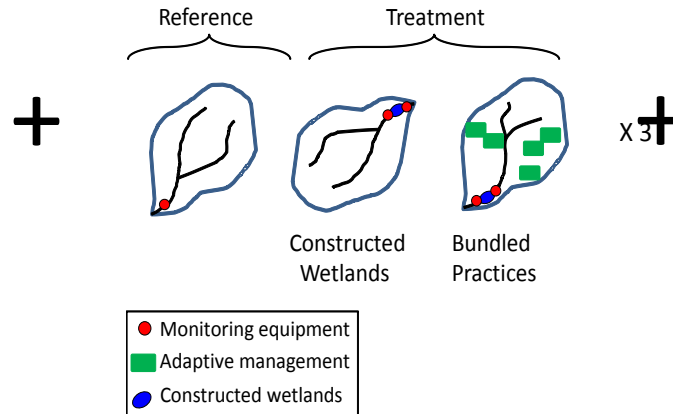 Reference
Treatment
X 3
Constructed
Wetlands
Bundled
Practices
Monitoring equipment
Adaptive management
Constructed wetlands